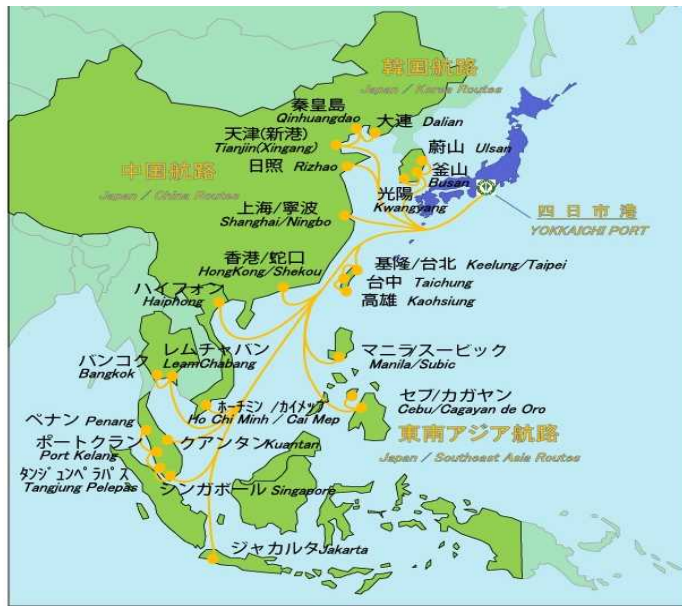 韓国航路
Japan / Korea Routes
秦皇島
Qinhuangdao
大連 Dalian
天津(新港)
Tianjin(Xingang)
蔚山 Ulsan
日照 Rizhao
釜山
Busan
中国航路
Japan / China Routes
光陽
Kwangyang
上海/寧波
Shanghai/Ningbo
四日市港
YOKKAICHI PORT
香港/蛇口
HongKong/Shekou
基隆/台北 Keelung/Taipei
台中 Taichung
高雄 Kaohsiung
ハイフォン
Haiphong
レムチャバン
LeamChabang
バンコク
Bangkok
マニラ/スービック
Manila/Subic
ホーチミン /カイメップ
Ho Chi Minh / Cai Mep
セブ/カガヤン
Cebu/Cagayan de Oro
ペナン Penang
ポートクラン
Port Kelang
クアンタン Kuantan
東南アジア航路
Japan / Southeast Asia Routes
タンジュンペラパス
Tangjung Pelepas
シンガポール Singapore
ジャカルタ Jakarta